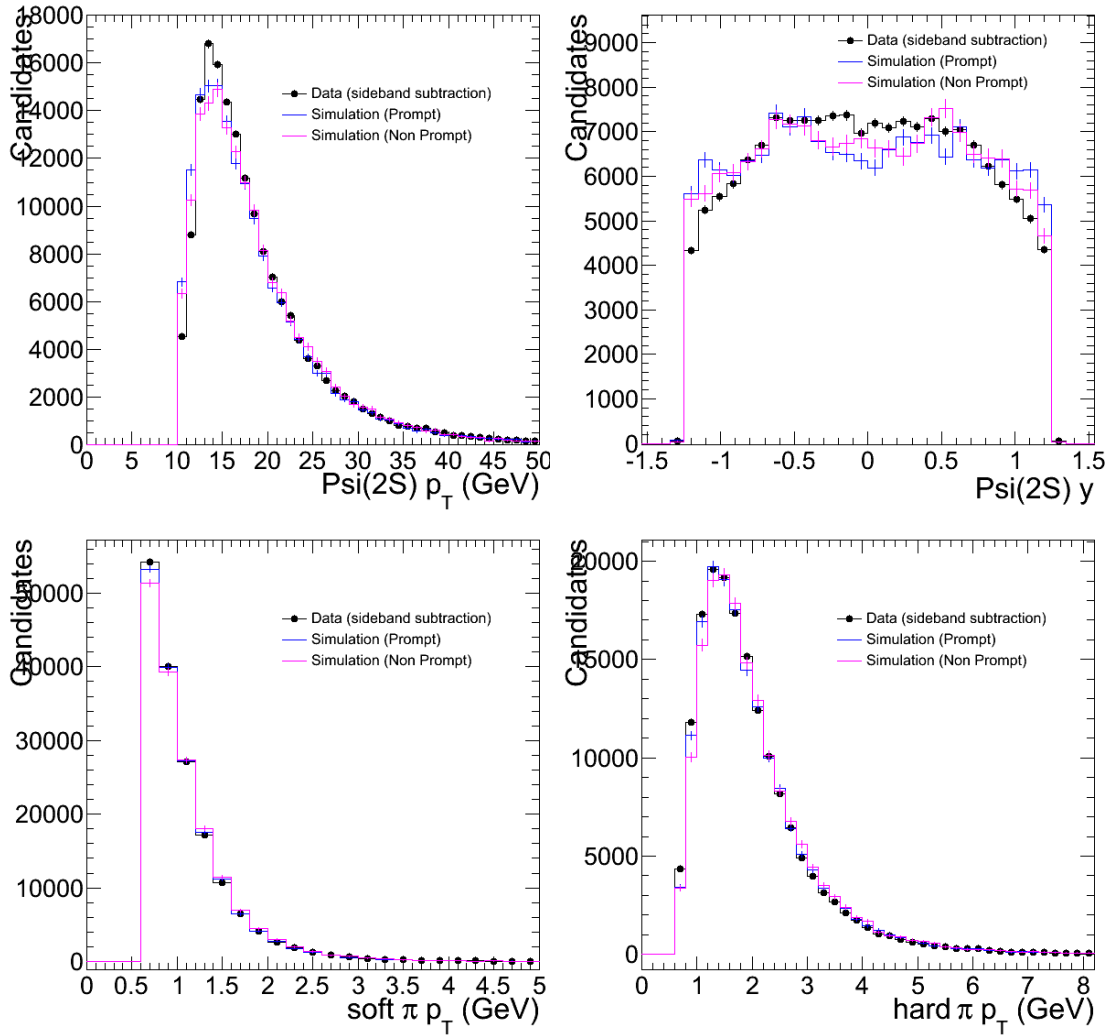 Candidates
18000
16000
14000
12000
10000
8000
6000
4000
2000
0
Data (sideband subtraction)
Simulation (Prompt)
Simulation (Non Prompt)
0 5 10 15 20 25 30 35 40 45 50
Psi(2S) p_T (GeV)
Candidates
9000
8000
7000
6000
5000
4000
3000
2000
1000
0
Data (sideband subtraction)
Simulation (Prompt)
Simulation (Non Prompt)
-1.5 -1 -0.5 0 0.5 1 1.5
Psi(2S) y
Candidates
50000
40000
30000
20000
10000
0
Data (sideband subtraction)
Simulation (Prompt)
Simulation (Non Prompt)
0 0.5 1 1.5 2 2.5 3 3.5 4 4.5 5
soft π p_T (GeV)
Candidates
20000
15000
10000
5000
0
Data (sideband subtraction)
Simulation (Prompt)
Simulation (Non Prompt)
0 1 2 3 4 5 6 7 8
hard π p_T (GeV)